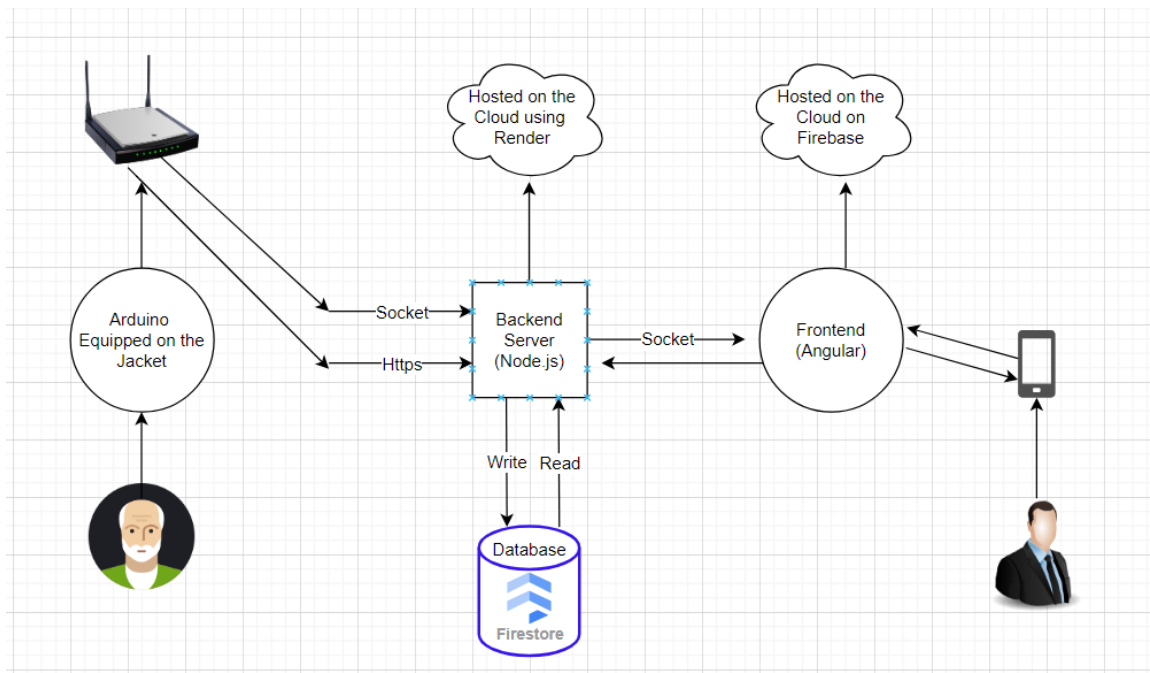 Hosted on the
Cloud using
Render
Hosted on the
Cloud on
Firebase
Arduino
Equipped on the
Jacket
Socket
Https
Backend
Server
(Node.js)
Socket
Frontend
(Angular)
Write
Read
Database
Firestore